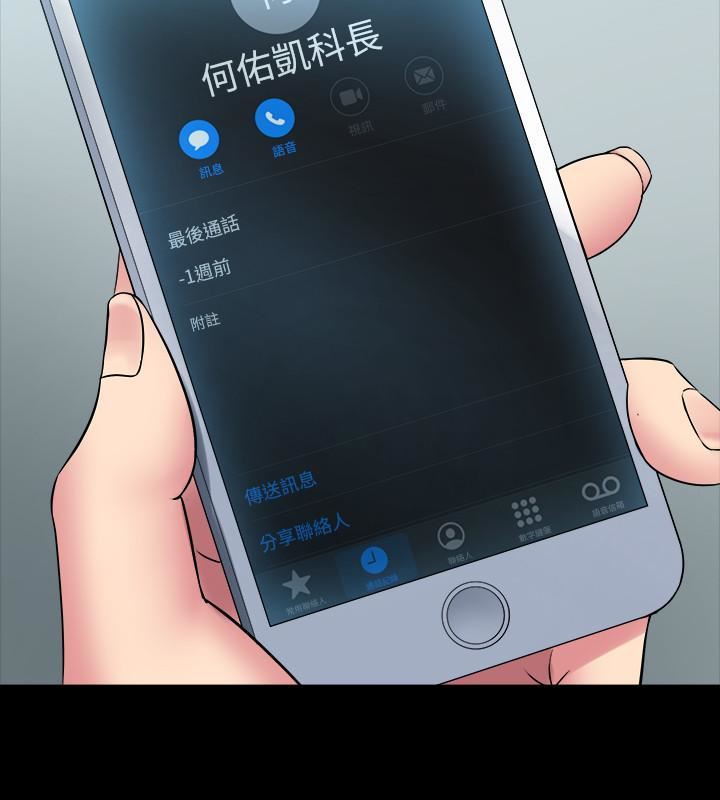 何佑凱科長
訊息 語音 視訊 郵件
最後通話
-1週前
附註
傳送訊息
分享聯絡人
常用聯絡人 通話記錄 聯絡人 數字鍵盤 語音信箱